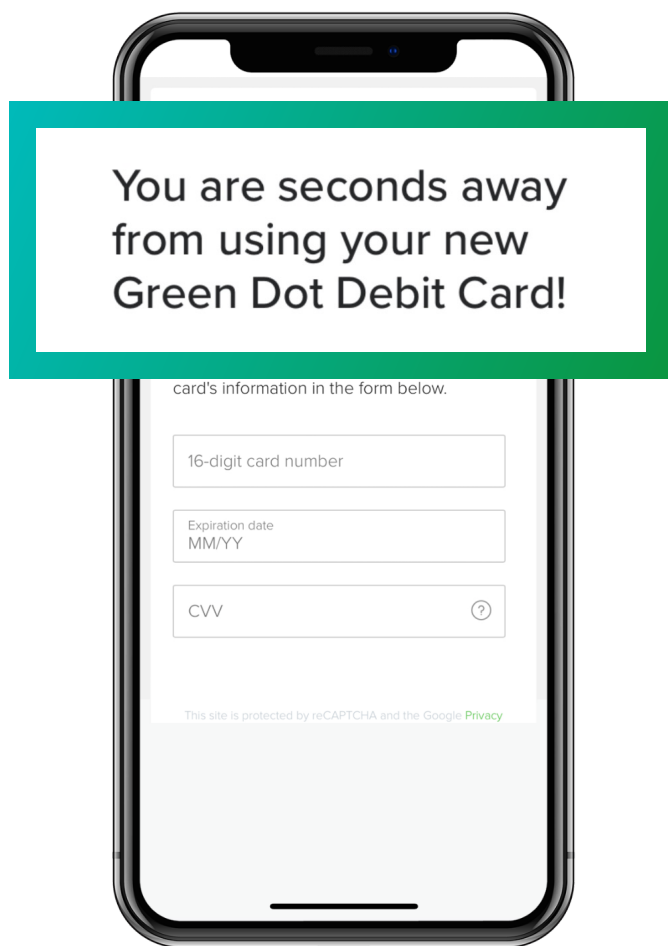 You are seconds away
from using your new
Green Dot Debit Card!
card's information in the form below.
16-digit card number
Expiration date
MM/YY
CVV
?
This site is protected by reCAPTCHA and the Google Privacy